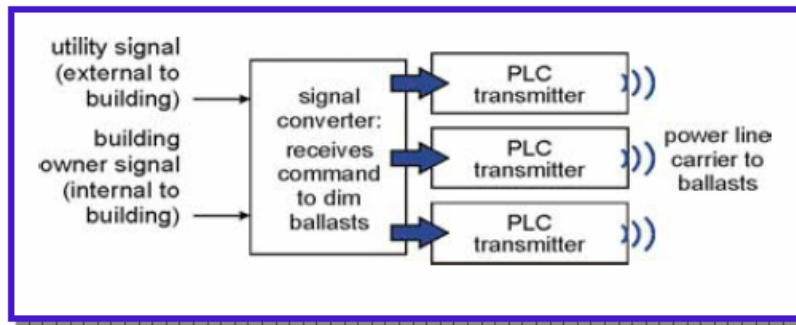 utility signal
(external to
building)
building
owner signal
(internal to
building)
signal
converter:
receives
command
to dim
ballasts
PLC
transmitter
PLC
transmitter
PLC
transmitter
power line
carrier to
ballasts